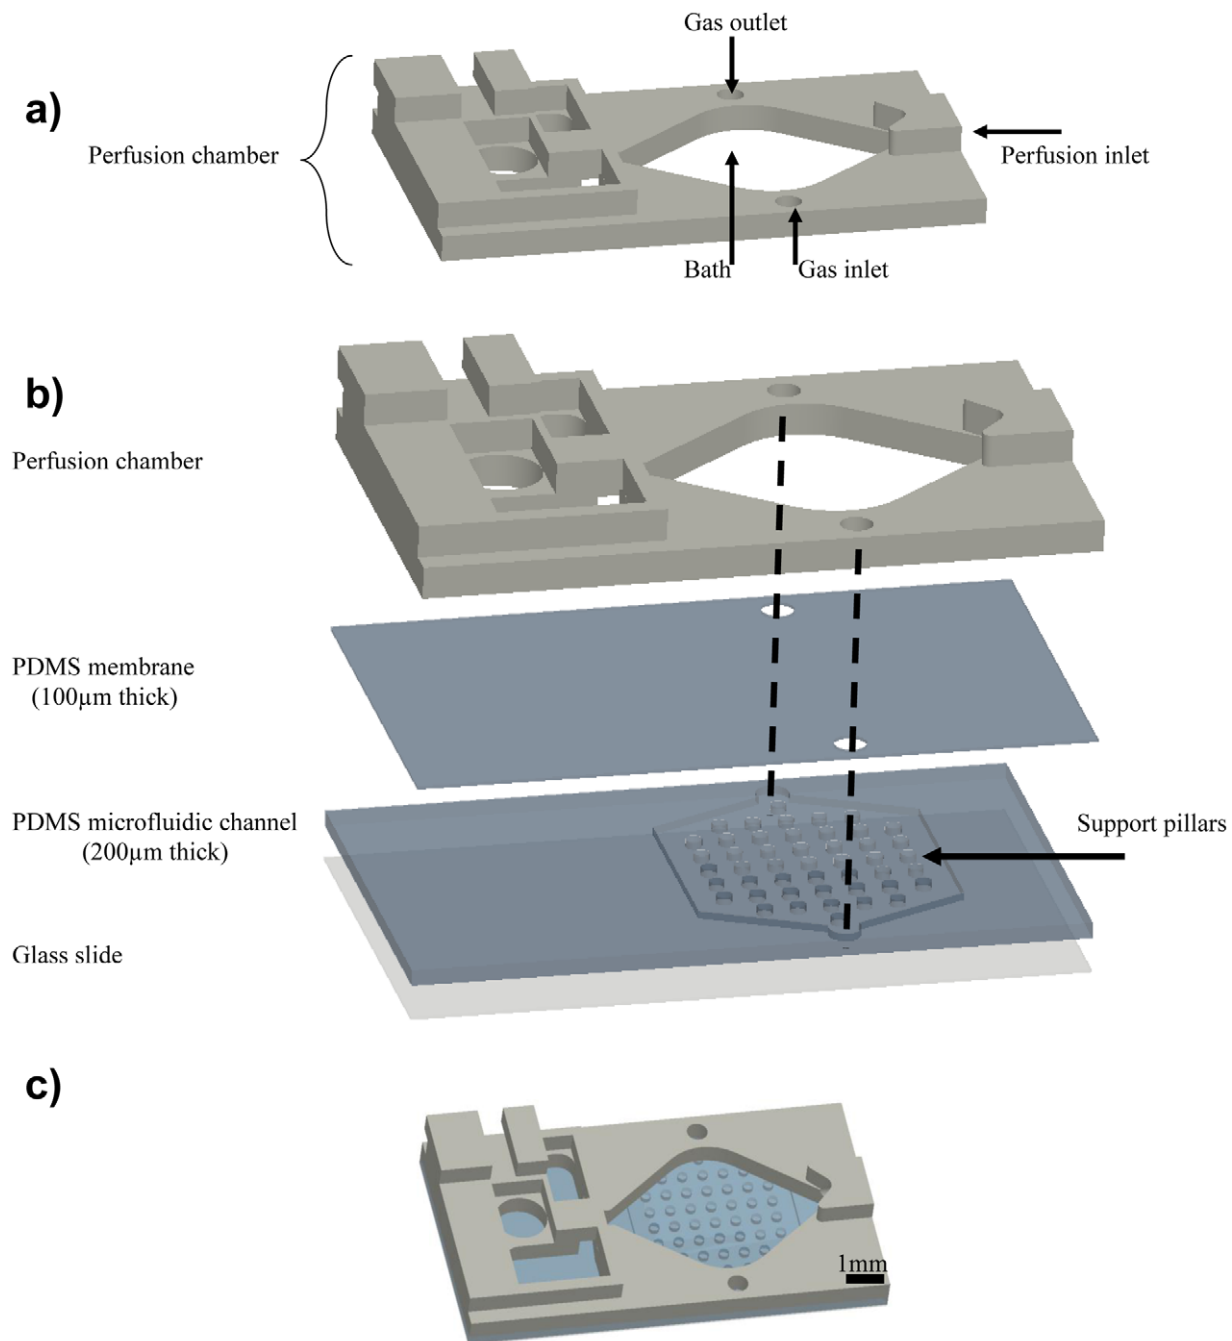 a)
Gas outlet
Perfusion chamber
Perfusion inlet
Bath
Gas inlet
b)
Perfusion chamber
PDMS membrane
(100µm thick)
PDMS microfluidic channel
(200µm thick)
Support pillars
Glass slide
c)
1mm